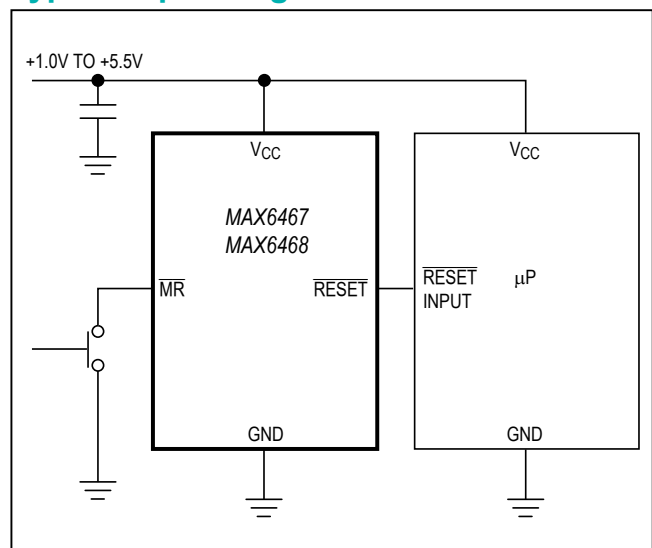 +1.0V TO +5.5V
VCC
VCC
MAX6467
MAX6468
MR
RESET
RESET
INPUT
μP
GND
GND